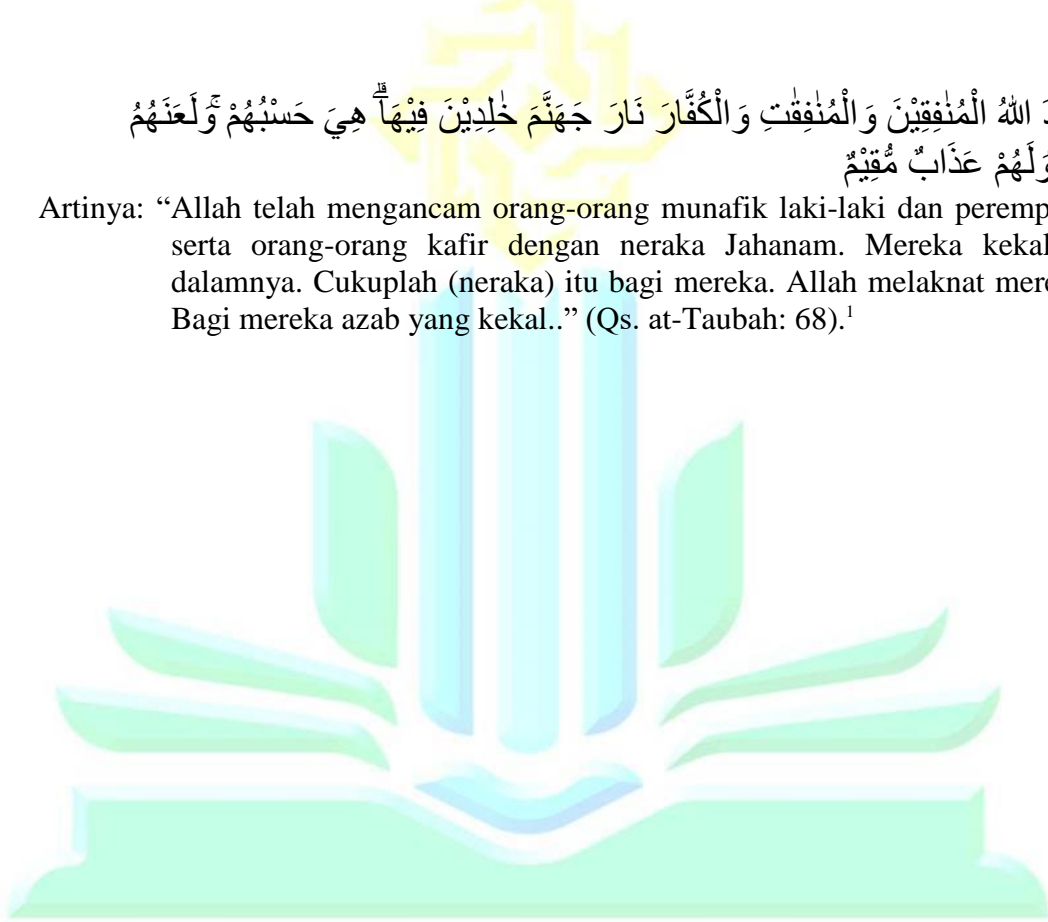 دَ اللهُ الْمُنٰفِقِيْنَ وَالْمُنٰفِقٰتِ وَالْكُفَّارَ نَارَ جَهَنَّمَ خٰلِدِيْنَ فِيْهَاۗ هِيَ حَسْبُهُمْ ۚوَلَعَنَهُمُ
وَلَهُمْ عَذَابٌ مُّقِيْمٌ
Artinya: “Allah telah mengancam orang-orang munafik laki-laki dan peremp
serta orang-orang kafir dengan neraka Jahanam. Mereka kekal
dalamnya. Cukuplah (neraka) itu bagi mereka. Allah melaknat mere
Bagi mereka azab yang kekal..” (Qs. at-Taubah: 68).¹